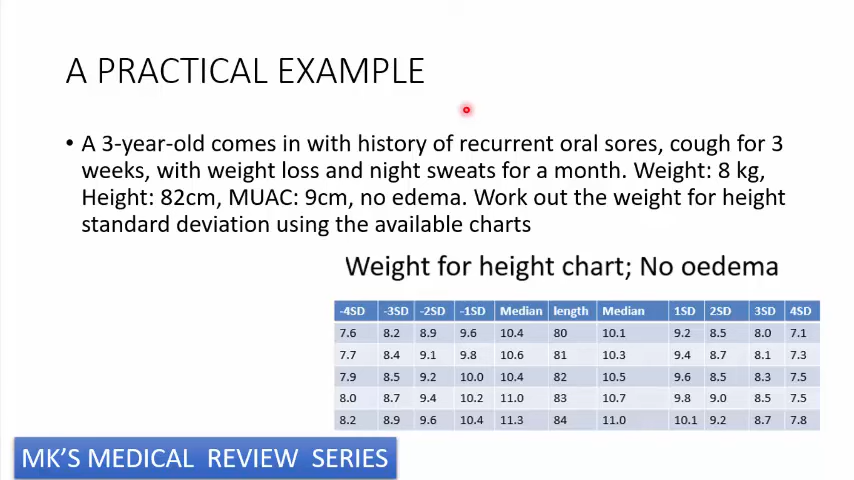 A PRACTICAL EXAMPLE
• A 3-year-old comes in with history of recurrent oral sores, cough for 3
weeks, with weight loss and night sweats for a month. Weight: 8 kg,
Height: 82cm, MUAC: 9cm, no edema. Work out the weight for height
standard deviation using the available charts
Weight for height chart; No oedema
-4SD -3SD -2SD -1SD Median length Median 1SD 2SD 3SD 4SD
7.6 8.2 8.9 9.6 10.4 80 10.1 9.2 8.5 8.0 7.1
7.7 8.4 9.1 9.8 10.6 81 10.3 9.4 8.7 8.1 7.3
7.9 8.5 9.2 10.0 10.4 82 10.5 9.6 8.5 8.3 7.5
8.0 8.7 9.4 10.2 11.0 83 10.7 9.8 9.0 8.5 7.5
8.2 8.9 9.6 10.4 11.3 84 11.0 10.1 9.2 8.7 7.8
MK'S MEDICAL REVIEW SERIES